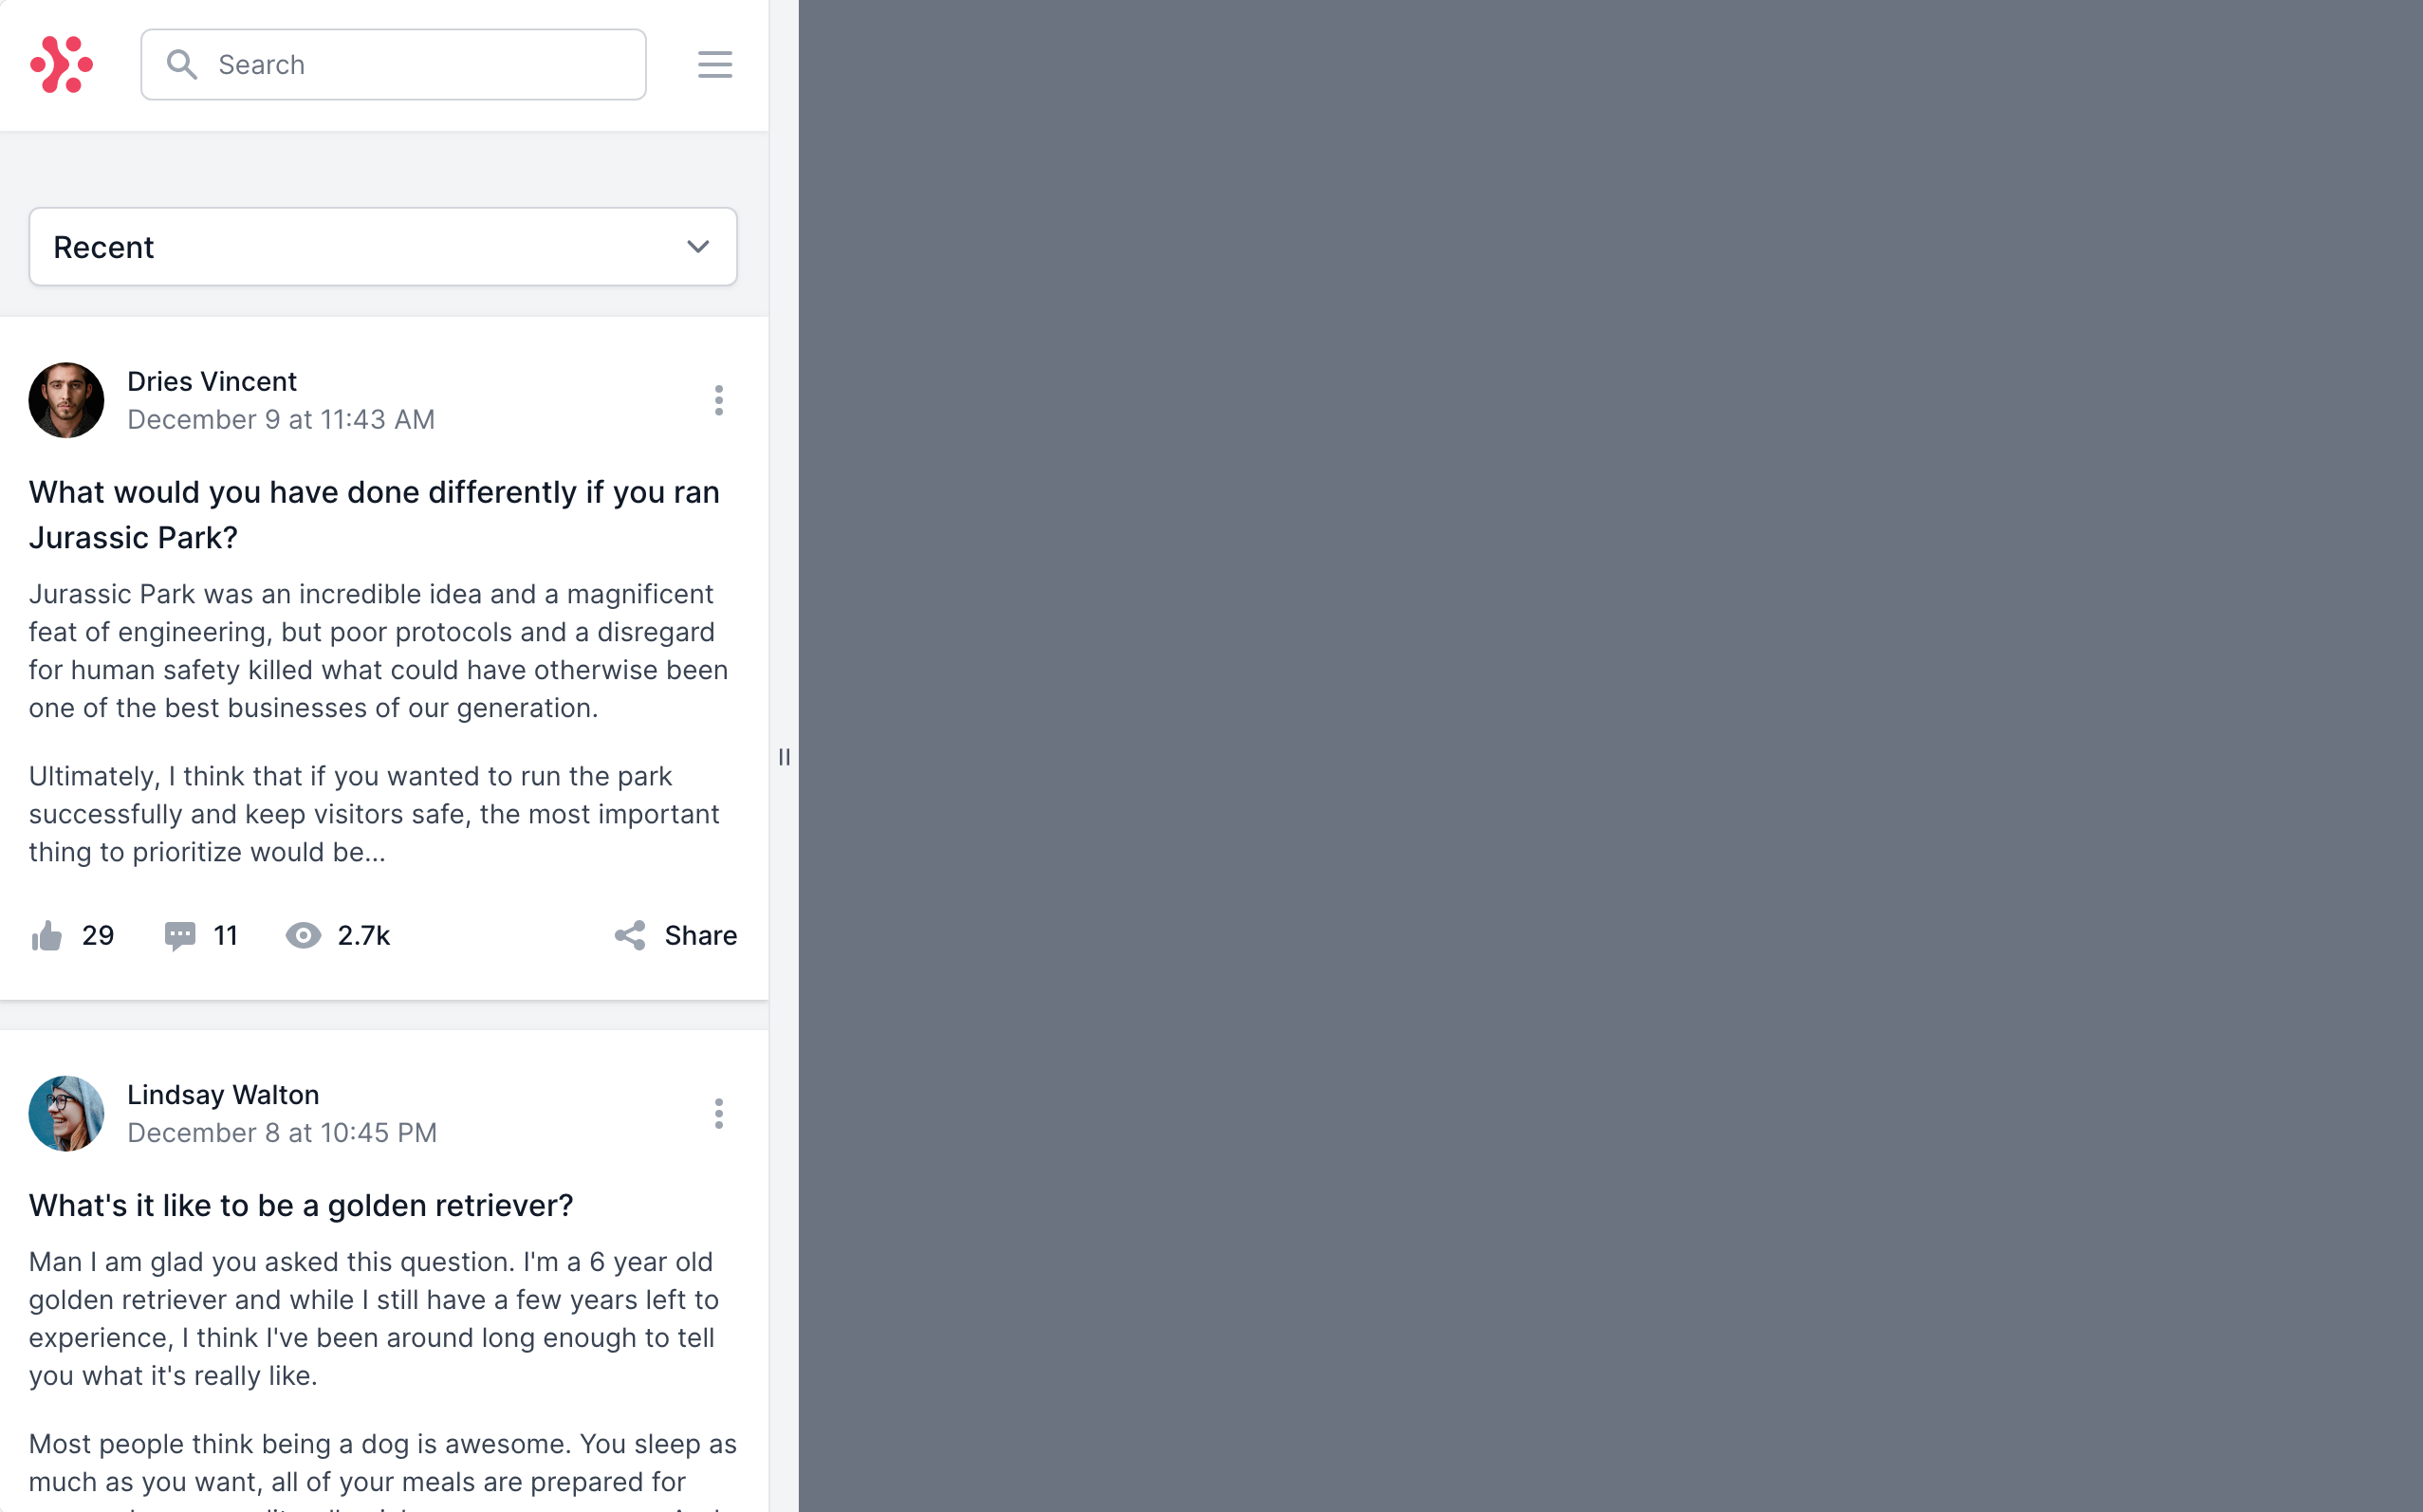 Search
Recent
Dries Vincent
December 9 at 11:43 AM
What would you have done differently if you ran
Jurassic Park?
Jurassic Park was an incredible idea and a magnificent
feat of engineering, but poor protocols and a disregard
for human safety killed what could have otherwise been
one of the best businesses of our generation.
Ultimately, I think that if you wanted to run the park
successfully and keep visitors safe, the most important
thing to prioritize would be...
29 11 2.7k Share
Lindsay Walton
December 8 at 10:45 PM
What's it like to be a golden retriever?
Man I am glad you asked this question. I'm a 6 year old
golden retriever and while I still have a few years left to
experience, I think I've been around long enough to tell
you what it's really like.
Most people think being a dog is awesome. You sleep as
much as you want, all of your meals are prepared for